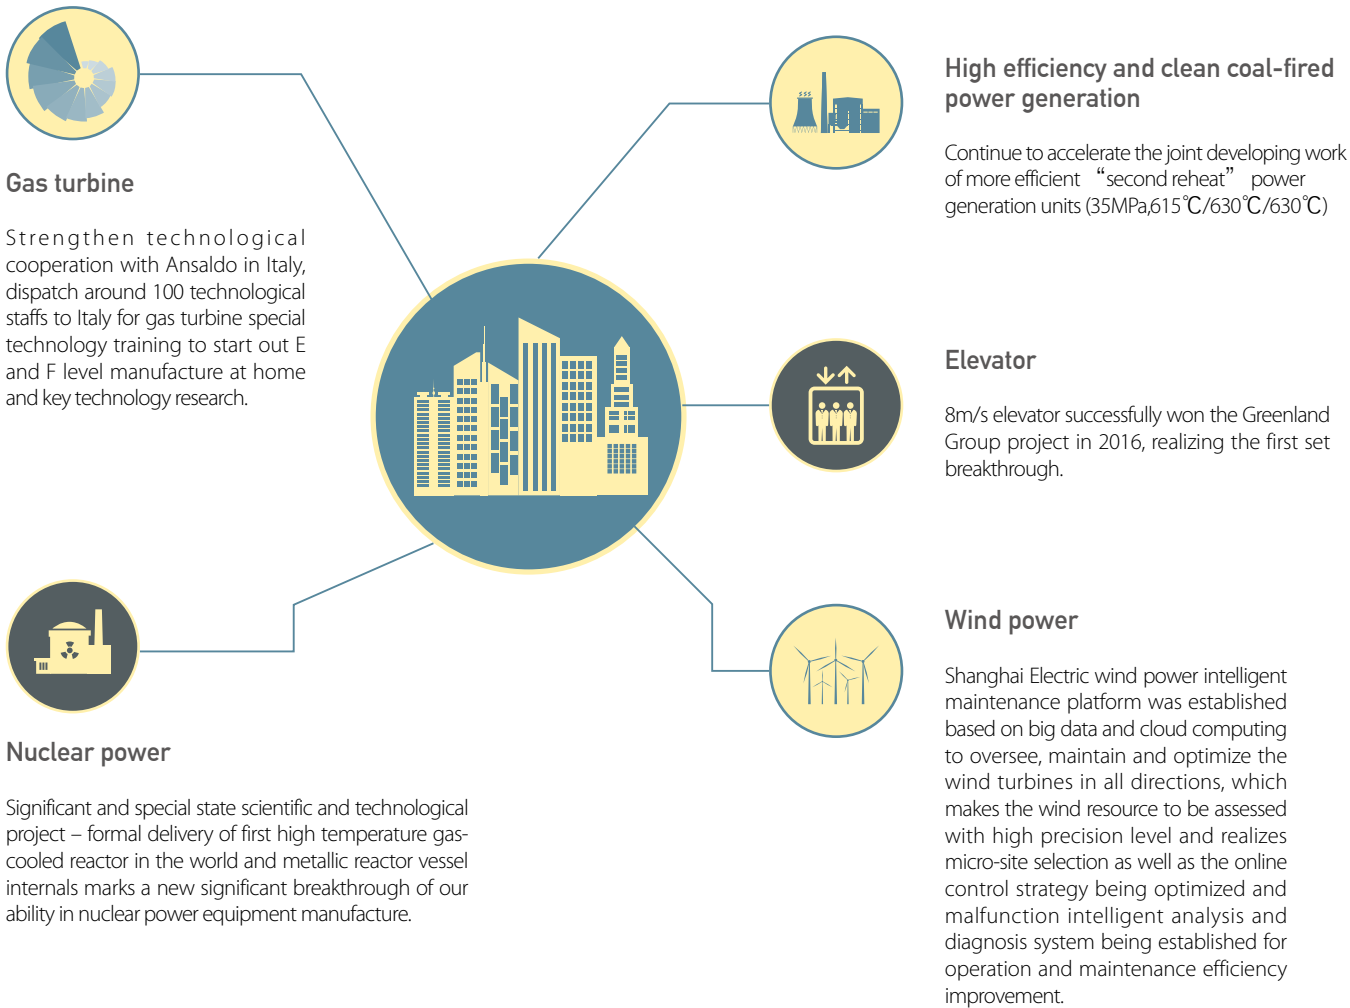 Gas turbine
Strengthen technological
cooperation with Ansaldo in Italy,
dispatch around 100 technological
staffs to Italy for gas turbine special
technology training to start out E
and F level manufacture at home
and key technology research.
Nuclear power
Significant and special state scientific and technological
project – formal delivery of first high temperature gas-
cooled reactor in the world and metallic reactor vessel
internals marks a new significant breakthrough of our
ability in nuclear power equipment manufacture.
High efficiency and clean coal-fired
power generation
Continue to accelerate the joint developing work
of more efficient “second reheat” power
generation units (35MPa,615℃/630℃/630℃)
Elevator
8m/s elevator successfully won the Greenland
Group project in 2016, realizing the first set
breakthrough.
Wind power
Shanghai Electric wind power intelligent
maintenance platform was established
based on big data and cloud computing
to oversee, maintain and optimize the
wind turbines in all directions, which
makes the wind resource to be assessed
with high precision level and realizes
micro-site selection as well as the online
control strategy being optimized and
malfunction intelligent analysis and
diagnosis system being established for
operation and maintenance efficiency
improvement.